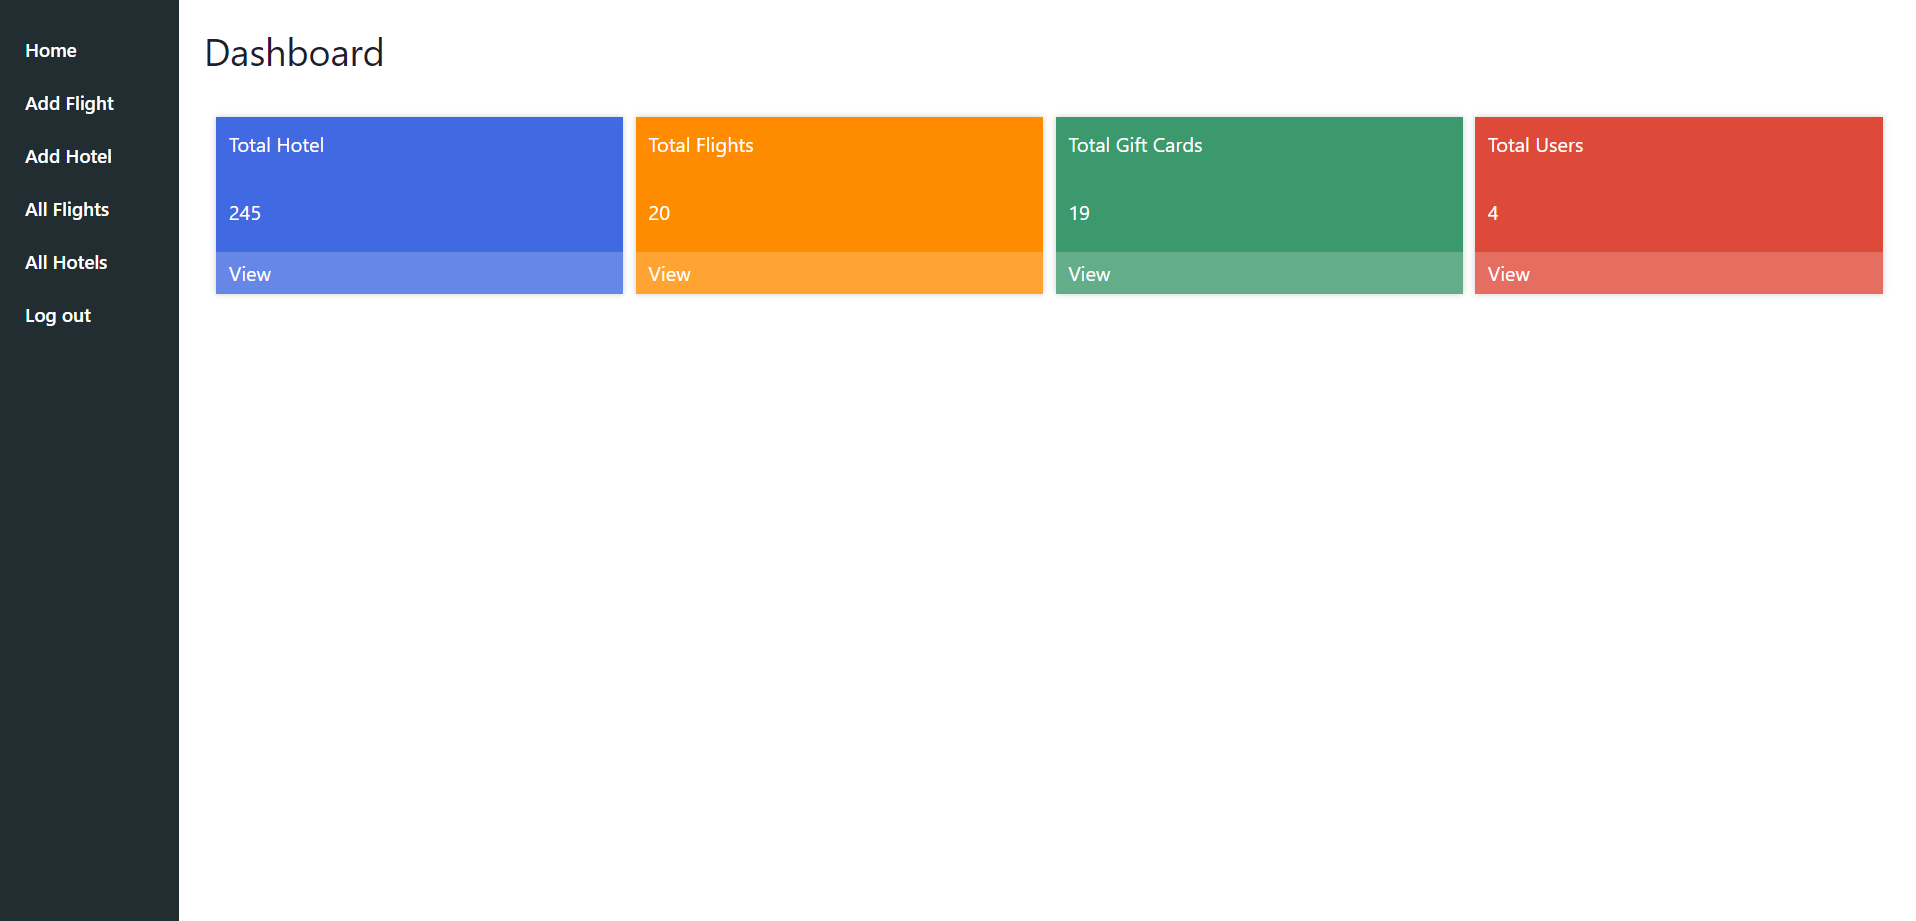 Home
Add Flight
Add Hotel
All Flights
All Hotels
Log out
Dashboard
Total Hotel
245
View
Total Flights
20
View
Total Gift Cards
19
View
Total Users
4
View